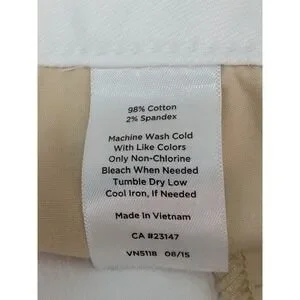 98% Cotton
2% Spandex
Machine Wash Cold
With Like Colors
Only Non-Chlorine
Bleach When Needed
Tumble Dry Low
Cool Iron, If Needed
Made In Vietnam
CA #23147
VN5118 08/15